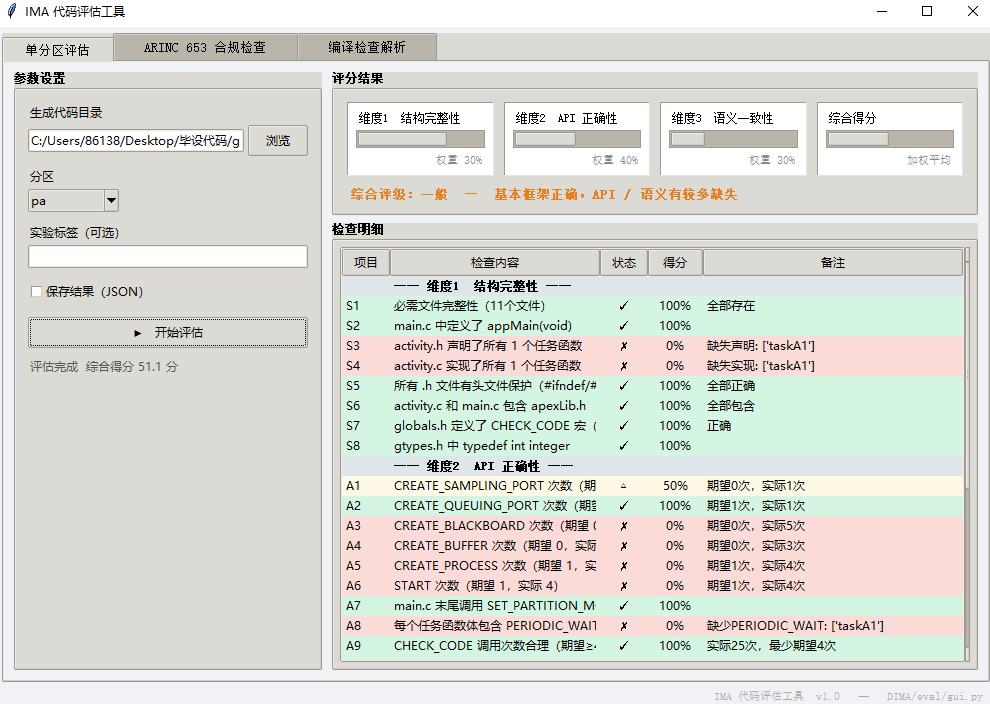 IMA 代码评估工具
单分区评估
ARINC 653 合规检查
编译检查解析
参数设置
生成代码目录
C:/Users/86138/Desktop/毕设代码/g
浏览
分区
pa
实验标签（可选）
保存结果（JSON）
► 开始评估
评估完成 综合得分 51.1 分
评分结果
维度1 结构完整性
权重 30%
维度2 API 正确性
权重 40%
维度3 语义一致性
权重 30%
综合得分
加权平均
综合评级：一般 — 基本框架正确，API / 语义有较多缺失
检查明细
项目 检查内容 状态 得分 备注
—— 维度1 结构完整性 ——
S1 必需文件完整性（11个文件） ✓ 100% 全部存在
S2 main.c 中定义了 appMain(void) ✓ 100%
S3 activity.h 声明了所有 1 个任务函数 ✗ 0% 缺失声明: ['taskA1']
S4 activity.c 实现了所有 1 个任务函数 ✗ 0% 缺失实现: ['taskA1']
S5 所有 .h 文件有头文件保护（#ifndef/# ✓ 100% 全部正确
S6 activity.c 和 main.c 包含 apexLib.h ✓ 100% 全部包含
S7 globals.h 定义了 CHECK_CODE 宏（ ✓ 100% 正确
S8 gtypes.h 中 typedef int integer ✓ 100%
—— 维度2 API 正确性 ——
A1 CREATE_SAMPLING_PORT 次数（期 △ 50% 期望0次，实际1次
A2 CREATE_QUEUING_PORT 次数（期望 ✓ 100% 期望1次，实际1次
A3 CREATE_BLACKBOARD 次数（期望 0 ✗ 0% 期望0次，实际5次
A4 CREATE_BUFFER 次数（期望 0，实际 ✗ 0% 期望0次，实际3次
A5 CREATE_PROCESS 次数（期望 1，实 ✗ 0% 期望1次，实际4次
A6 START 次数（期望 1，实际 4） ✗ 0% 期望1次，实际4次
A7 main.c 末尾调用 SET_PARTITION_M ✓ 100%
A8 每个任务函数体包含 PERIODIC_WAIT ✗ 0% 缺少PERIODIC_WAIT: ['taskA1']
A9 CHECK_CODE 调用次数合理（期望≥4 ✓ 100% 实际25次，最少期望4次
IMA 代码评估工具 v1.0 — DIMA/eval/gui.py